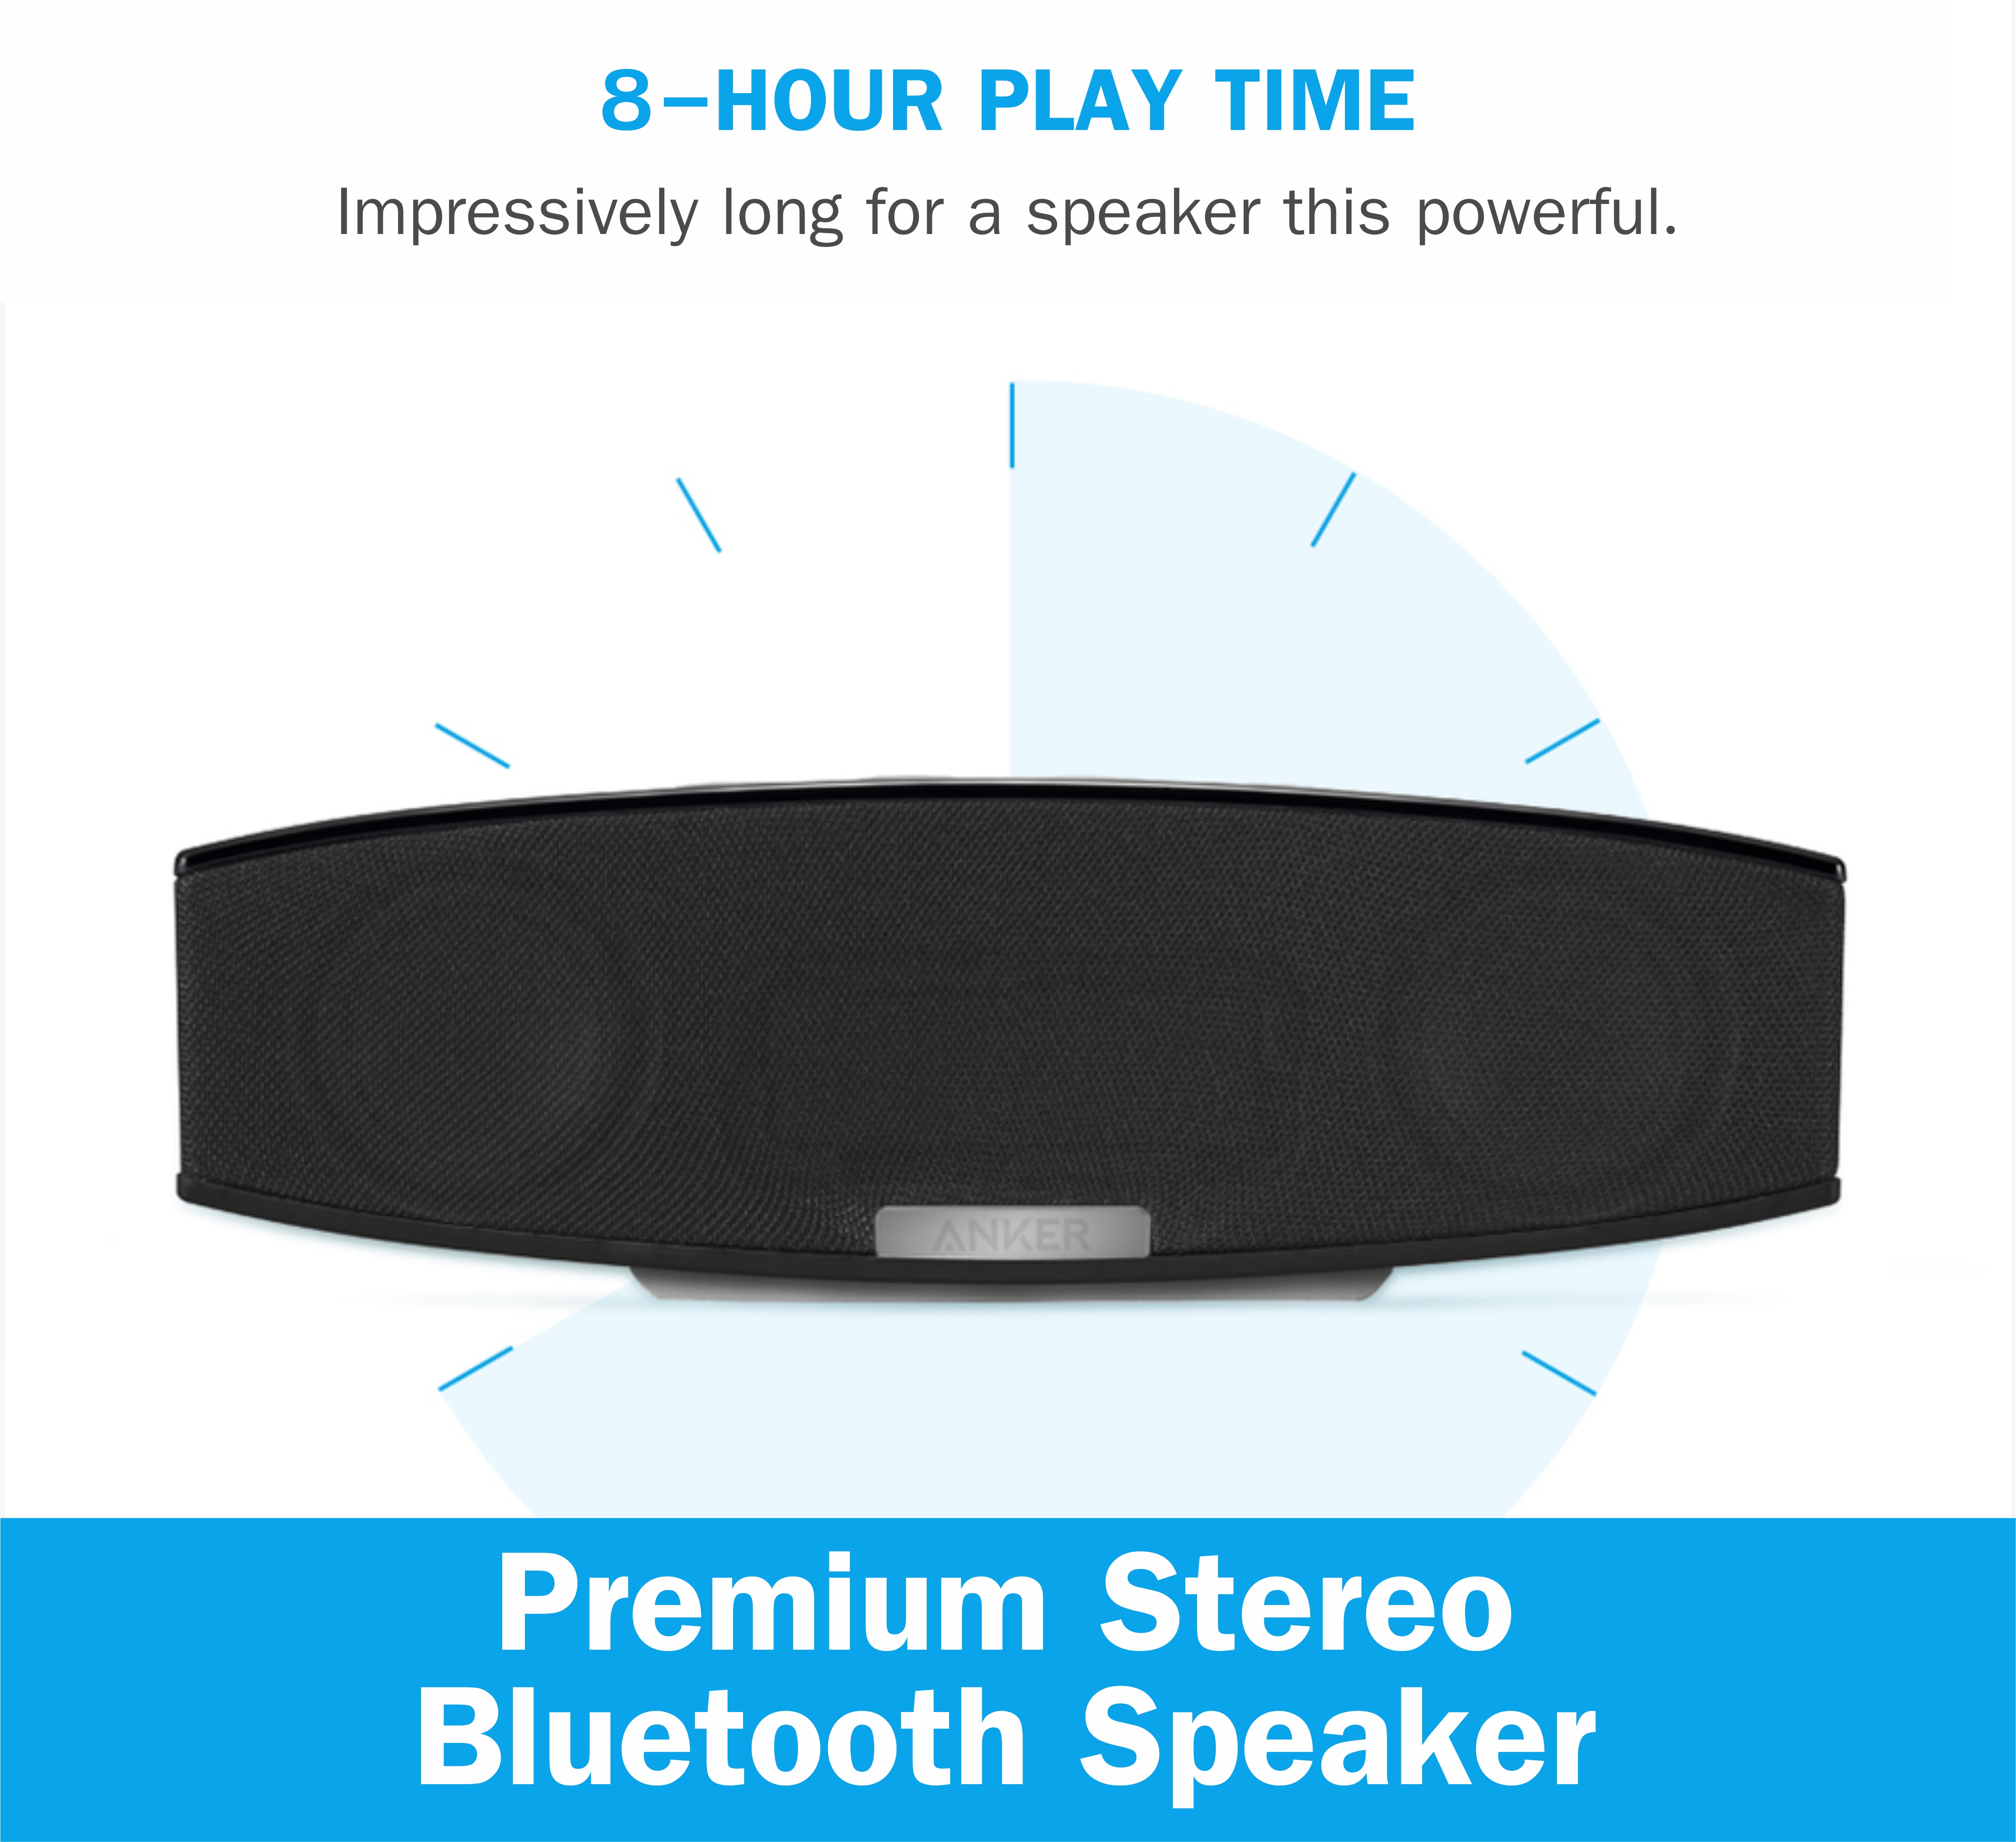 8–HOUR PLAY TIME
Impressively long for a speaker this powerful.
ANKER
Premium Stereo
Bluetooth Speaker